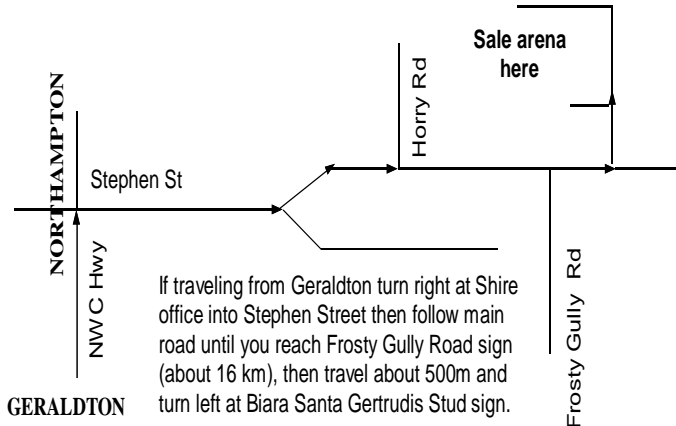 Sale arena
here
Horry Rd
NORTHAMPTON
Stephen St
NWC Hwy
If traveling from Geraldton turn right at Shire
office into Stephen Street then follow main
road until you reach Frosty Gully Road sign
(about 16 km), then travel about 500m and
turn left at Biara Santa Gertrudis Stud sign.
Frosty Gully Rd
GERALDTON